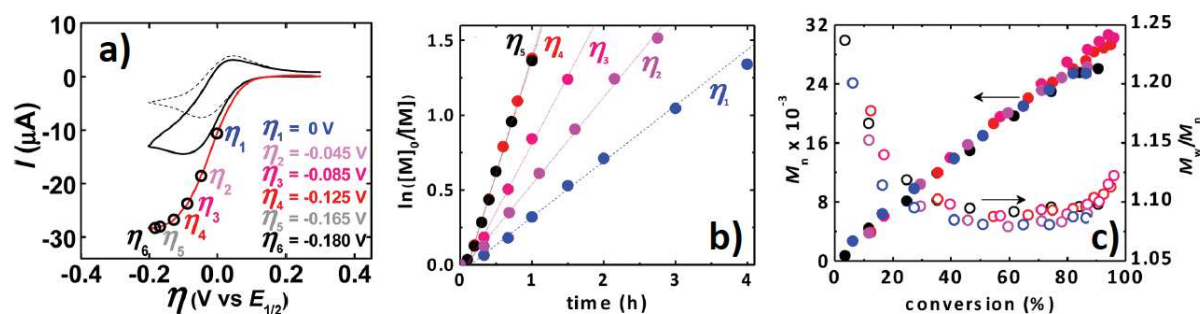 a)
I (μA)
10
0
-10
-20
-30
-0.4 -0.2 0.0 0.2 0.4
η (V vs E1/2)
η1
η2
η3
η4
η5
η6
η1 = 0 V
η2 = -0.045 V
η3 = -0.085 V
η4 = -0.125 V
η5 = -0.165 V
η6 = -0.180 V
b)
ln([M]0/[M])
1.5
1.0
0.5
0.0
0 1 2 3 4
time (h)
η5
η4
η3
η2
η1
c)
Mn x 10-3
32
24
16
8
0
0 20 40 60 80 100
conversion (%)
1.25
1.20
1.15
1.10
1.05
Mw/Mn